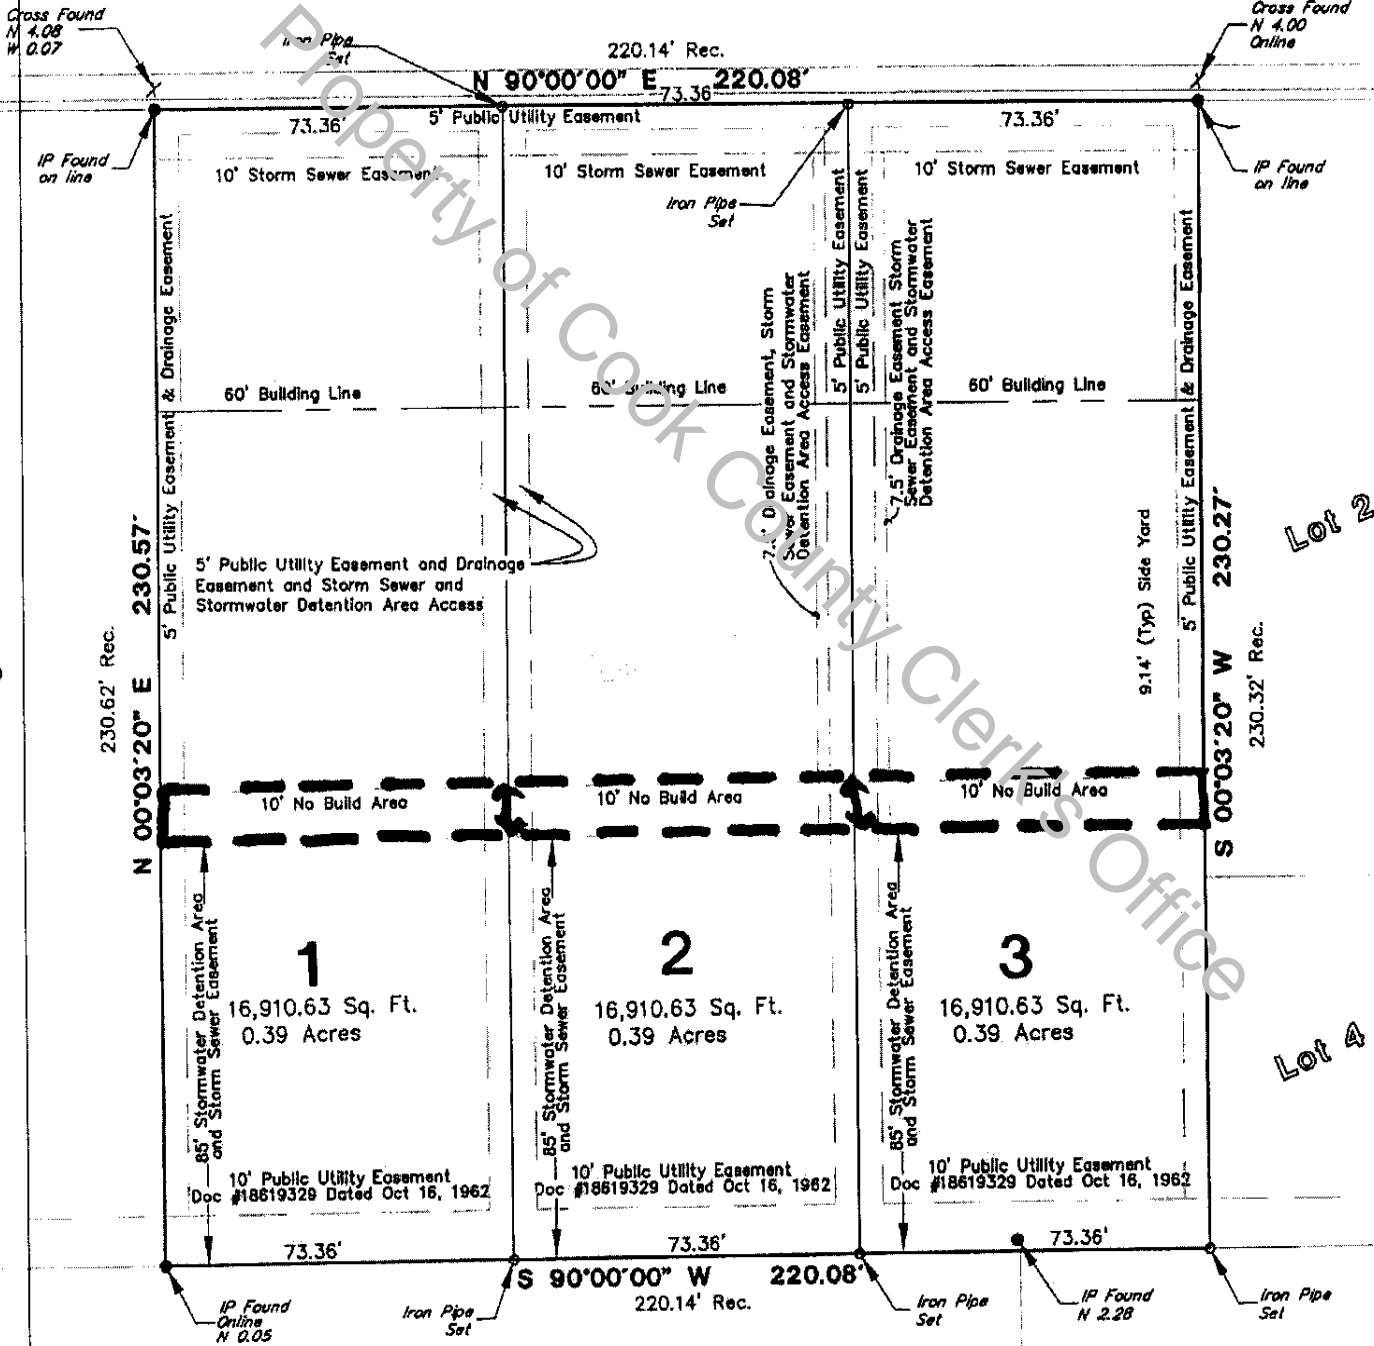 Cross Found
N 4.08
W 0.07
Iron Pipe
Set
220.14' Rec.
N 90°00'00" E 220.08'
Cross Found
N 4.00
Online
73.36'
73.36'
73.36'
5' Public Utility Easement
IP Found
on line
10' Storm Sewer Easement
10' Storm Sewer Easement
10' Storm Sewer Easement
IP Found
on line
Iron Pipe
Set
5' Public Utility Easement & Drainage Easement
5' Public Utility Easement
5' Public Utility Easement
5' Public Utility Easement & Drainage Easement
7.5' Drainage Easement, Storm
Sewer Easement and Stormwater
Detention Area Access Easement
7.5' Drainage Easement Storm
Sewer Easement and Stormwater
Detention Area Access Easement
60' Building Line
60' Building Line
60' Building Line
N 00°03'20" E 230.57'
230.62' Rec.
5' Public Utility Easement and Drainage
Easement and Storm Sewer and
Stormwater Detention Area Access
9.14' (Typ) Side Yard
S 00°03'20" W 230.27'
230.32' Rec.
Lot 2
10' No Build Area
10' No Build Area
10' No Build Area
85' Stormwater Detention Area
and Storm Sewer Easement
1
16,910.63 Sq. Ft.
0.39 Acres
85' Stormwater Detention Area
and Storm Sewer Easement
2
16,910.63 Sq. Ft.
0.39 Acres
85' Stormwater Detention Area
and Storm Sewer Easement
3
16,910.63 Sq. Ft.
0.39 Acres
Lot 4
10' Public Utility Easement
Doc #18619329 Dated Oct 16, 1962
10' Public Utility Easement
Doc #18619329 Dated Oct 16, 1962
10' Public Utility Easement
Doc #18619329 Dated Oct 16, 1962
73.36'
73.36'
73.36'
S 90°00'00" W 220.08'
220.14' Rec.
IP Found
Online
N 0.05
Iron Pipe
Set
Iron Pipe
Set
IP Found
N 2.28
Iron Pipe
Set
Property of Cook County Clerk's Office